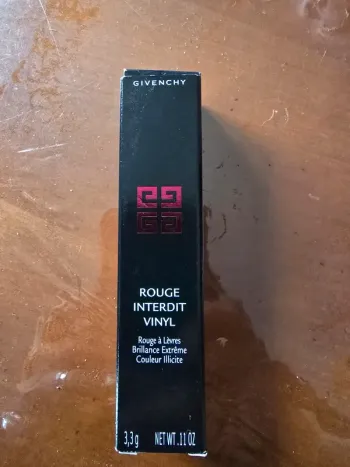 GIVENCHY
ROUGE
INTERDIT
VINYL
Rouge à Lèvres
Brillance Extrême
Couleur Illicite
3,3 g NET WT .11 OZ